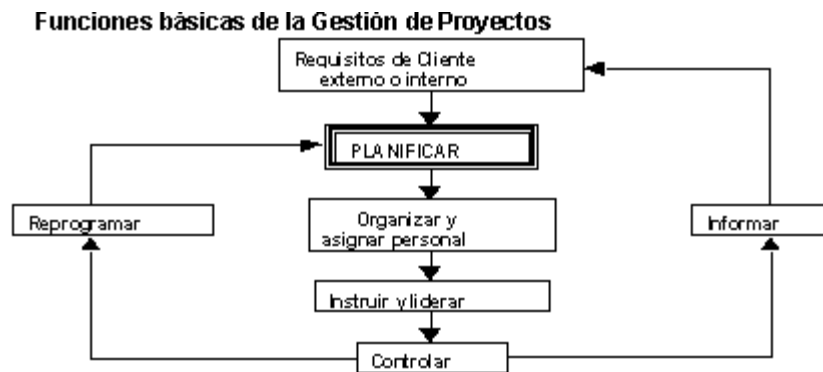 Funciones básicas de la Gestión de Proyectos
Requisitos de Cliente
externo o interno
PLANIFICAR
Reprogramar
Organizar y
asignar personal
Informar
Instruir y liderar
Controlar